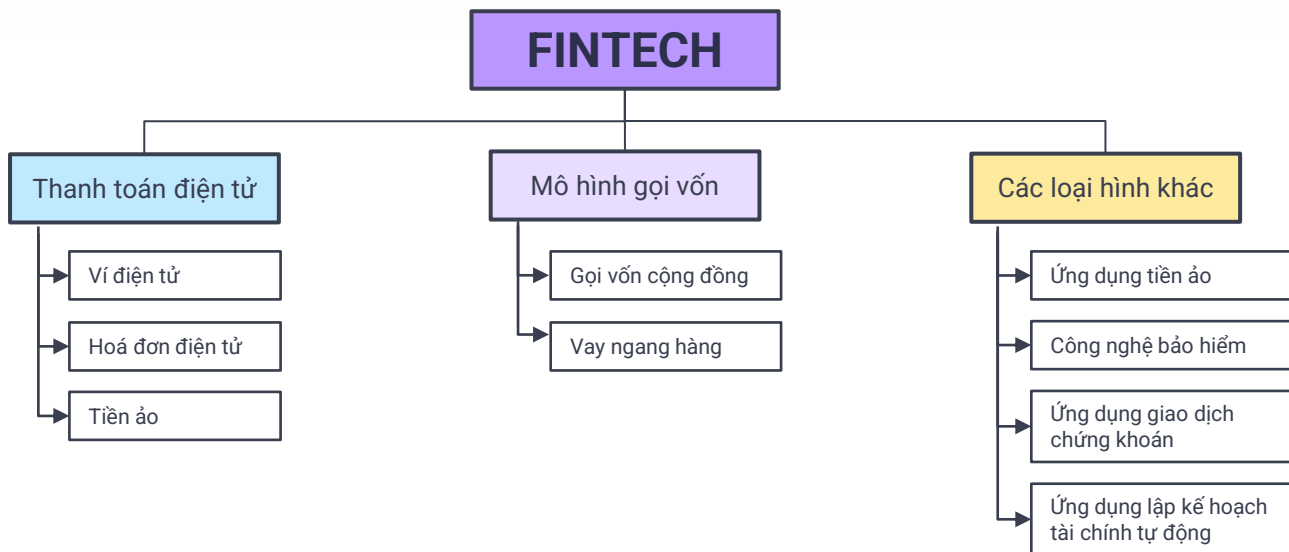 FINTECH
Thanh toán điện tử
Ví điện tử
Hoá đơn điện tử
Tiền ảo
Mô hình gọi vốn
Gọi vốn cộng đồng
Vay ngang hàng
Các loại hình khác
Ứng dụng tiền ảo
Công nghệ bảo hiểm
Ứng dụng giao dịch
chứng khoán
Ứng dụng lập kế hoạch
tài chính tự động